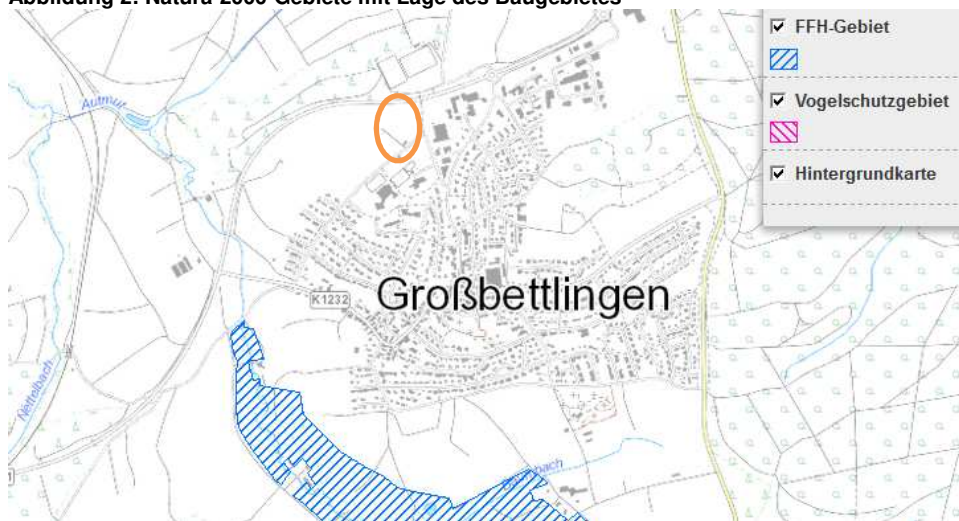 Abbildung 2: Natura-2000-Gebiete mit Lage des Baugebietes
FFH-Gebiet
Vogelschutzgebiet
Hintergrundkarte
Autmut
K1232
Großbettlingen
Nettelbach